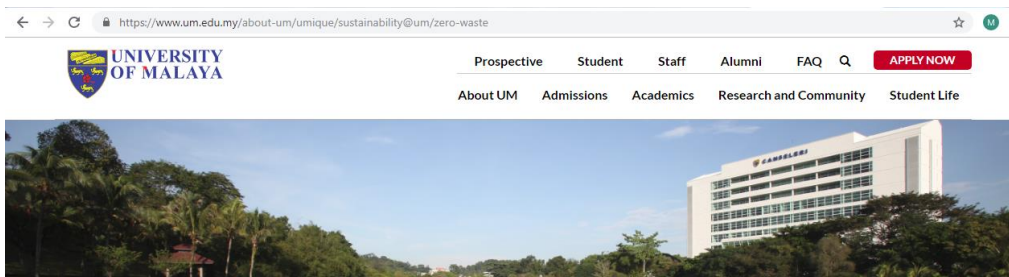 https://www.um.edu.my/about-um/umique/sustainability@um/zero-waste
M
UNIVERSITY
OF MALAYA
Prospective Student Staff Alumni FAQ APPLY NOW
About UM Admissions Academics Research and Community Student Life
CANSELERI